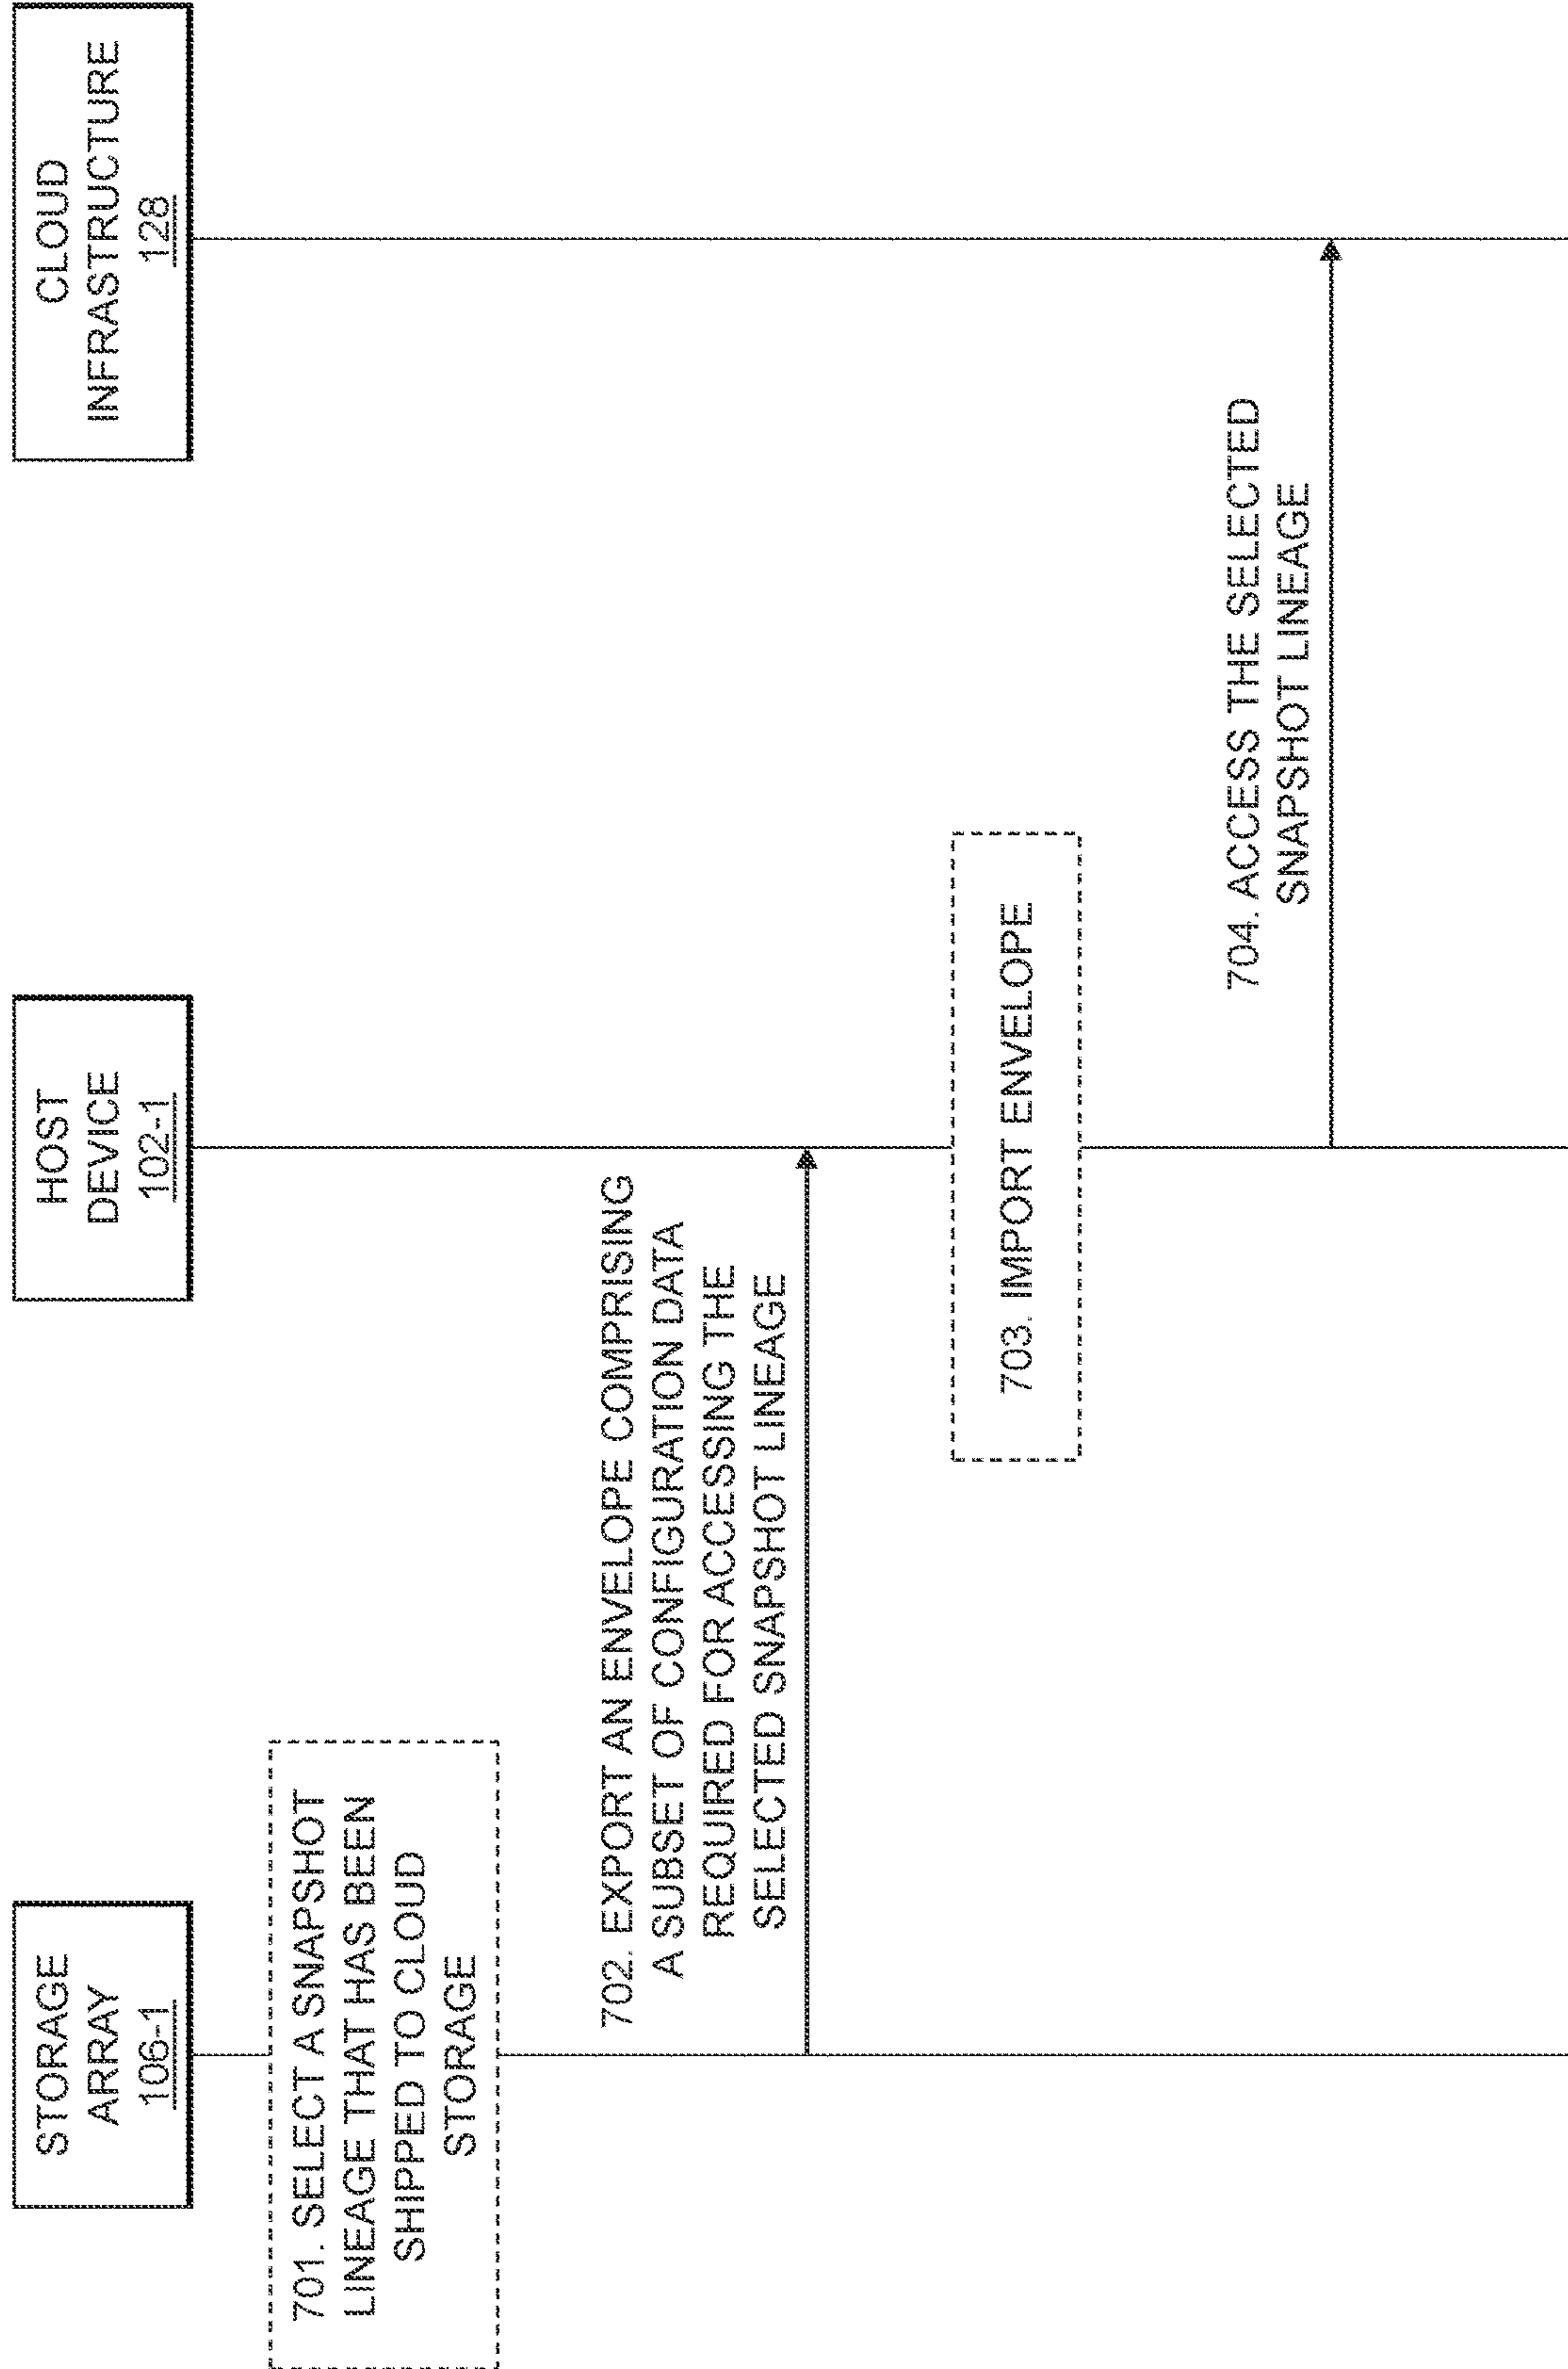 STORAGE
ARRAY
106-1
HOST
DEVICE
102-1
CLOUD
INFRASTRUCTURE
128
701. SELECT A SNAPSHOT
LINEAGE THAT HAS BEEN
SHIPPED TO CLOUD
STORAGE
702. EXPORT AN ENVELOPE COMPRISING
A SUBSET OF CONFIGURATION DATA
REQUIRED FOR ACCESSING THE
SELECTED SNAPSHOT LINEAGE
703. IMPORT ENVELOPE
704. ACCESS THE SELECTED
SNAPSHOT LINEAGE